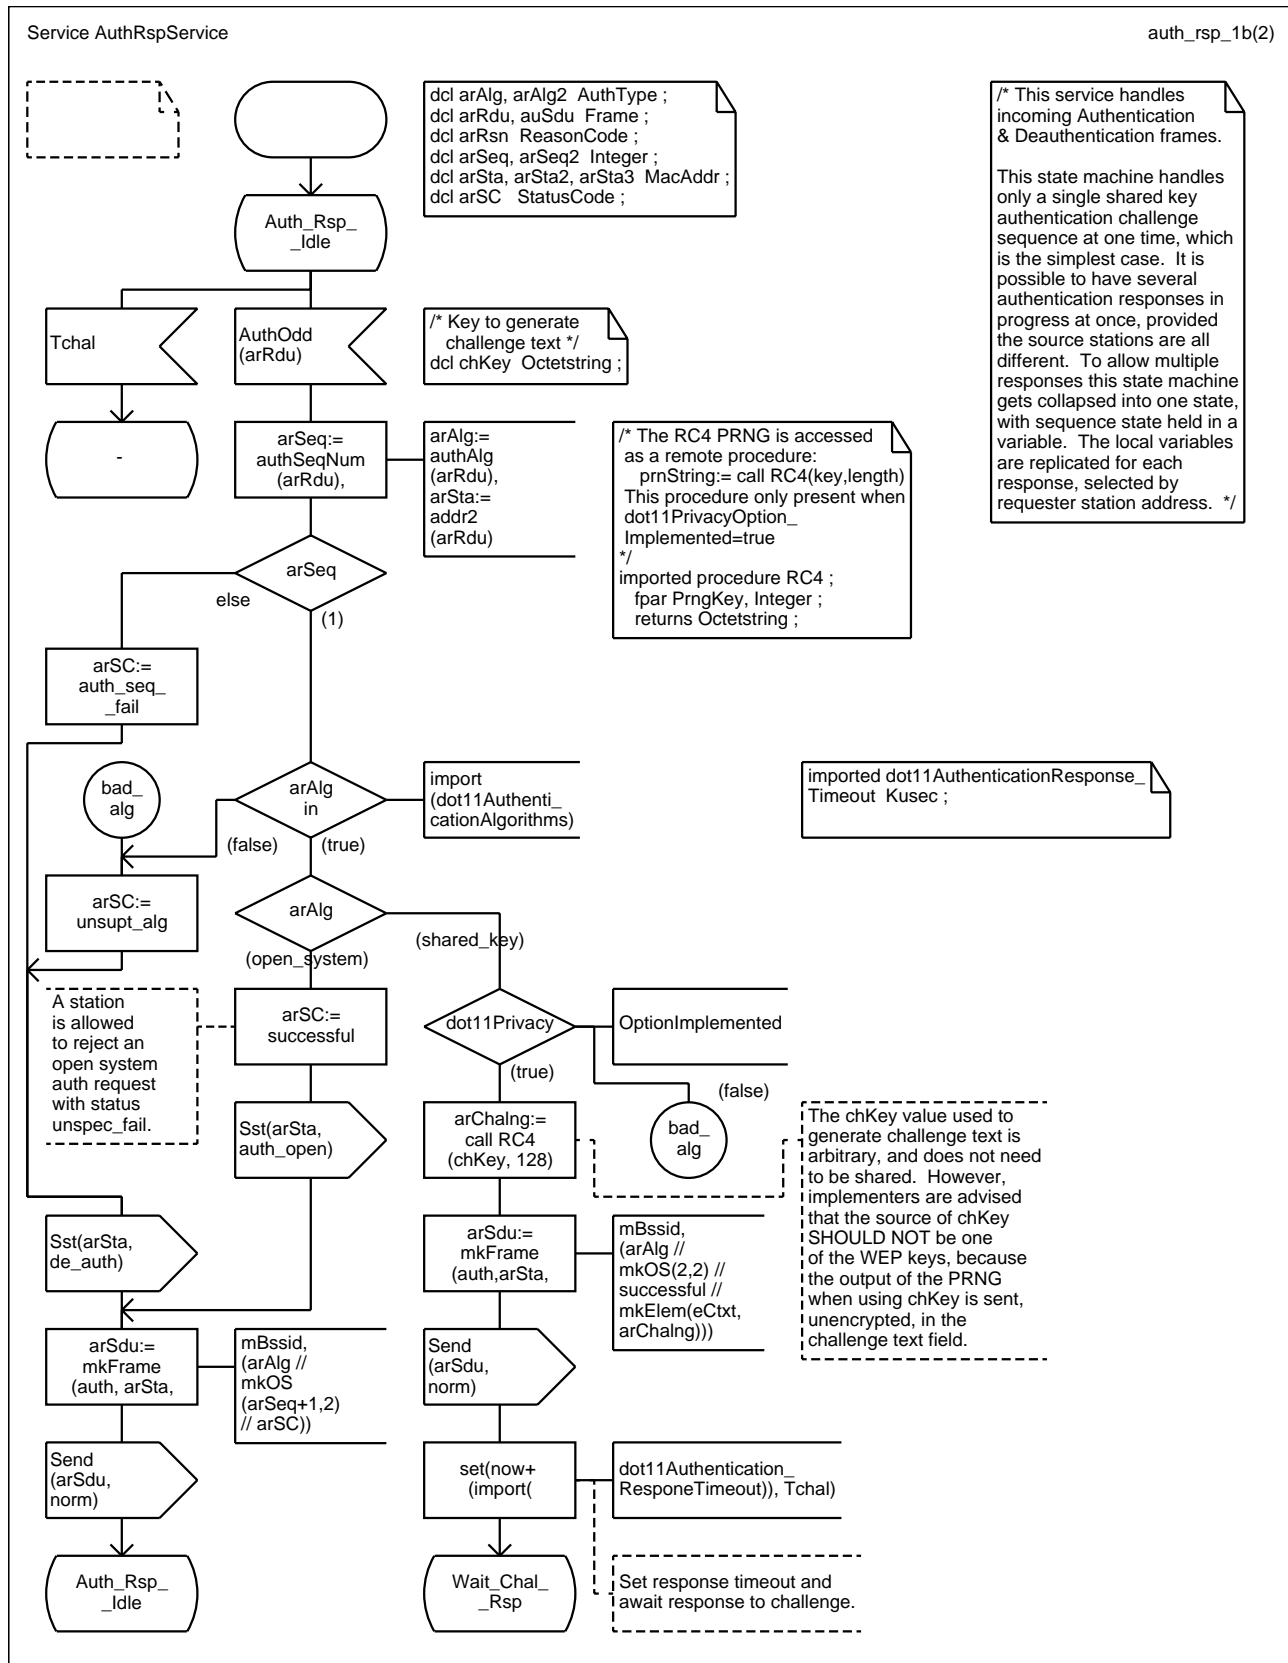 Service AuthRspService
auth_rsp_1b(2)
dcl arAlg, arAlg2 AuthType ;
dcl arRdu, auSdu Frame ;
dcl arRsn ReasonCode ;
dcl arSeq, arSeq2 Integer ;
dcl arSta, arSta2, arSta3 MacAddr ;
dcl arSC StatusCode ;
/* This service handles
incoming Authentication
& Deauthentication frames.
This state machine handles
only a single shared key
authentication challenge
sequence at one time, which
is the simplest case. It is
possible to have several
authentication responses in
progress at once, provided
the source stations are all
different. To allow multiple
responses this state machine
gets collapsed into one state,
with sequence state held in a
variable. The local variables
are replicated for each
response, selected by
requester station address. */
Auth_Rsp_
_Idle
Tchal
AuthOdd
(arRdu)
/* Key to generate
challenge text */
dcl chKey Octetstring ;
-
arSeq:=
authSeqNum
(arRdu),
arAlg:=
authAlg
(arRdu),
arSta:=
addr2
(arRdu)
/* The RC4 PRNG is accessed
as a remote procedure:
prnString:= call RC4(key,length)
This procedure only present when
dot11PrivacyOption_
Implemented=true
*/
imported procedure RC4 ;
fpar PrngKey, Integer ;
returns Octetstring ;
arSeq
else
(1)
arSC:=
auth_seq_
_fail
bad_
alg
arAlg
in
import
(dot11Authenti_
cationAlgorithms)
imported dot11AuthenticationResponse_
Timeout Kusec ;
(false)
(true)
arSC:=
unsupt_alg
arAlg
(shared_key)
(open_system)
A station
is allowed
to reject an
open system
auth request
with status
unspec_fail.
arSC:=
successful
dot11Privacy
OptionImplemented
(true)
(false)
Sst(arSta,
auth_open)
arChalng:=
call RC4
(chKey, 128)
bad_
alg
The chKey value used to
generate challenge text is
arbitrary, and does not need
to be shared. However,
implementers are advised
that the source of chKey
SHOULD NOT be one
of the WEP keys, because
the output of the PRNG
when using chKey is sent,
unencrypted, in the
challenge text field.
Sst(arSta,
de_auth)
arSdu:=
mkFrame
(auth,arSta,
mBssid,
(arAlg //
mkOS(2,2) //
successful //
mkElem(eCtxt,
arChalng)))
arSdu:=
mkFrame
(auth, arSta,
mBssid,
(arAlg //
mkOS
(arSeq+1,2)
// arSC))
Send
(arSdu,
norm)
Send
(arSdu,
norm)
set(now+
(import(
dot11Authentication_
ResponeTimeout)), Tchal)
Auth_Rsp_
_Idle
Wait_Chal_
_Rsp
Set response timeout and
await response to challenge.